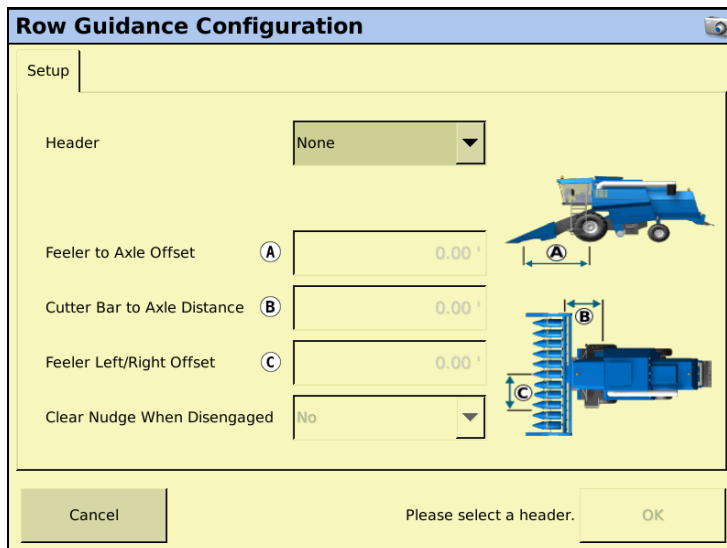 Row Guidance Configuration
Setup
Header
None
Feeler to Axle Offset
A
0.00 '
Cutter Bar to Axle Distance
B
0.00 '
Feeler Left/Right Offset
C
0.00 '
Clear Nudge When Disengaged
No
A
B
C
Cancel
Please select a header.
OK